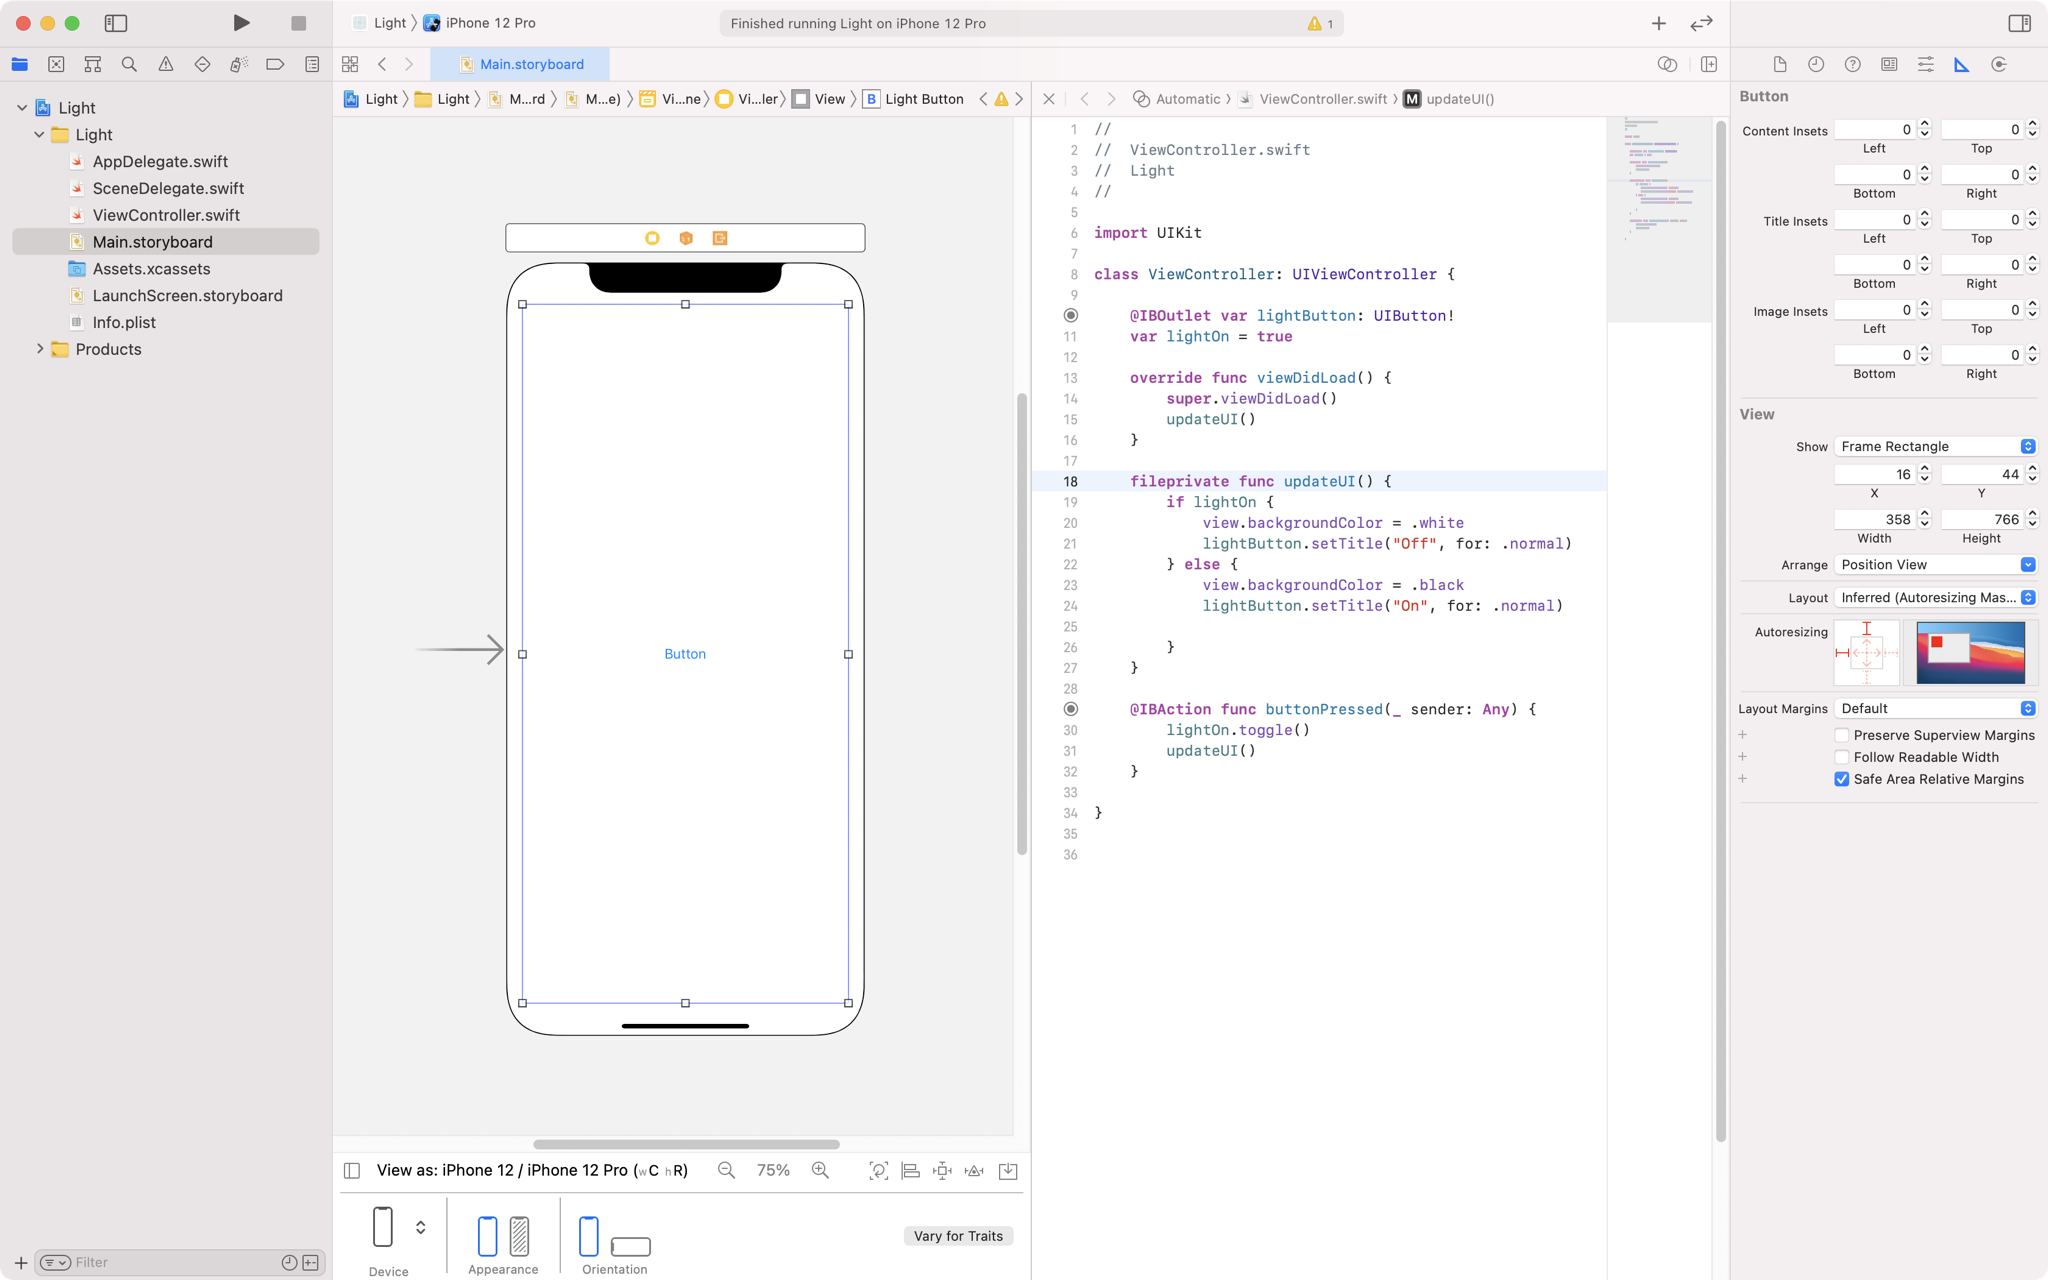 Light
iPhone 12 Pro
Finished running Light on iPhone 12 Pro
1
Main.storyboard
Light
Light
AppDelegate.swift
SceneDelegate.swift
ViewController.swift
Main.storyboard
Assets.xcassets
LaunchScreen.storyboard
Info.plist
Products
Filter
Light
Light
M...rd
M...e)
Vi...ne
Vi...ler
View
B
Light Button
Button
View as: iPhone 12 / iPhone 12 Pro (wC hR)
75%
Device
Appearance
Orientation
Vary for Traits
Automatic
ViewController.swift
M
updateUI()
1 //
2 //  ViewController.swift
3 //  Light
4 //
5
6 import UIKit
7
8 class ViewController: UIViewController {
9
@IBOutlet var lightButton: UIButton!
11 var lightOn = true
12
13 override func viewDidLoad() {
14 super.viewDidLoad()
15 updateUI()
16 }
17
18 fileprivate func updateUI() {
19 if lightOn {
20 view.backgroundColor = .white
21 lightButton.setTitle("Off", for: .normal)
22 } else {
23 view.backgroundColor = .black
24 lightButton.setTitle("On", for: .normal)
25
26 }
27 }
28
@IBAction func buttonPressed(_ sender: Any) {
30 lightOn.toggle()
31 updateUI()
32 }
33
34 }
35
36
Button
Content Insets 0 0
Left Top
0 0
Bottom Right
Title Insets 0 0
Left Top
0 0
Bottom Right
Image Insets 0 0
Left Top
0 0
Bottom Right
View
Show Frame Rectangle
16 44
X Y
358 766
Width Height
Arrange Position View
Layout Inferred (Autoresizing Mas...
Autoresizing
Layout Margins Default
Preserve Superview Margins
Follow Readable Width
Safe Area Relative Margins